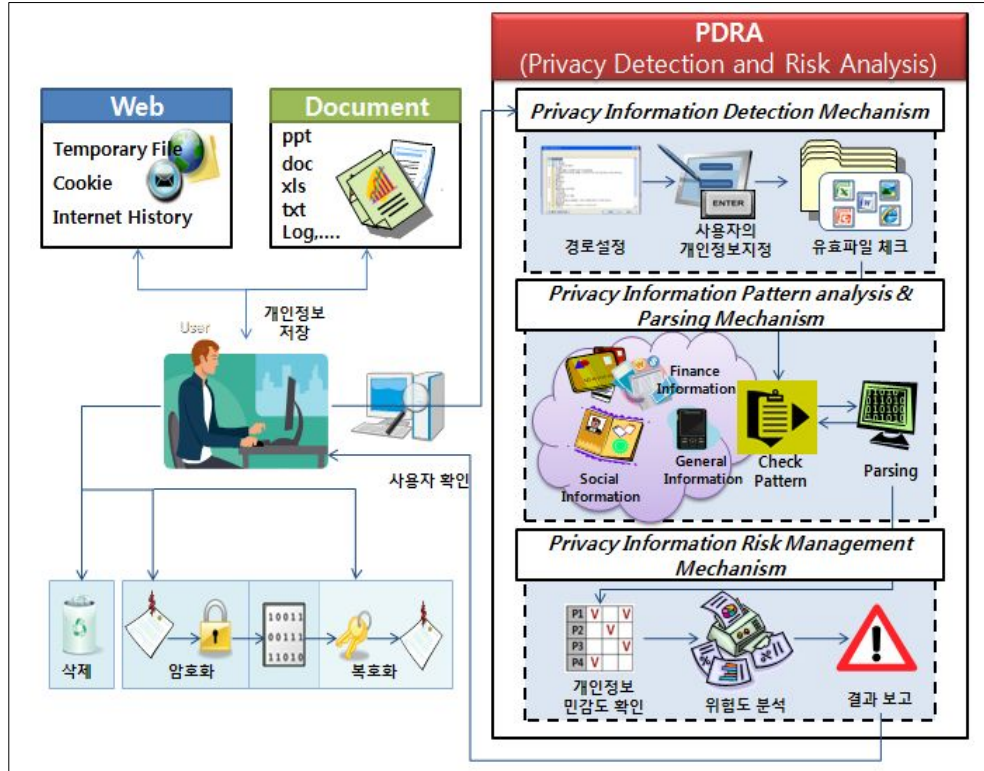 PDRA
(Privacy Detection and Risk Analysis)
Web
Temporary File
Cookie
Internet History
Document
ppt
doc
xls
txt
Log,....
개인정보
저장
User
사용자 확인
삭제
암호화
10011
00111
11010
복호화
Privacy Information Detection Mechanism
경로설정
ENTER
사용자의
개인정보지정
유효파일 체크
Privacy Information Pattern analysis &
Parsing Mechanism
Finance
Information
Social
Information
General
Information
Check
Pattern
011010
Parsing
Privacy Information Risk Management
Mechanism
P1 V V
P2 V
P3 V
P4 V
개인정보
민감도 확인
위험도 분석
결과 보고